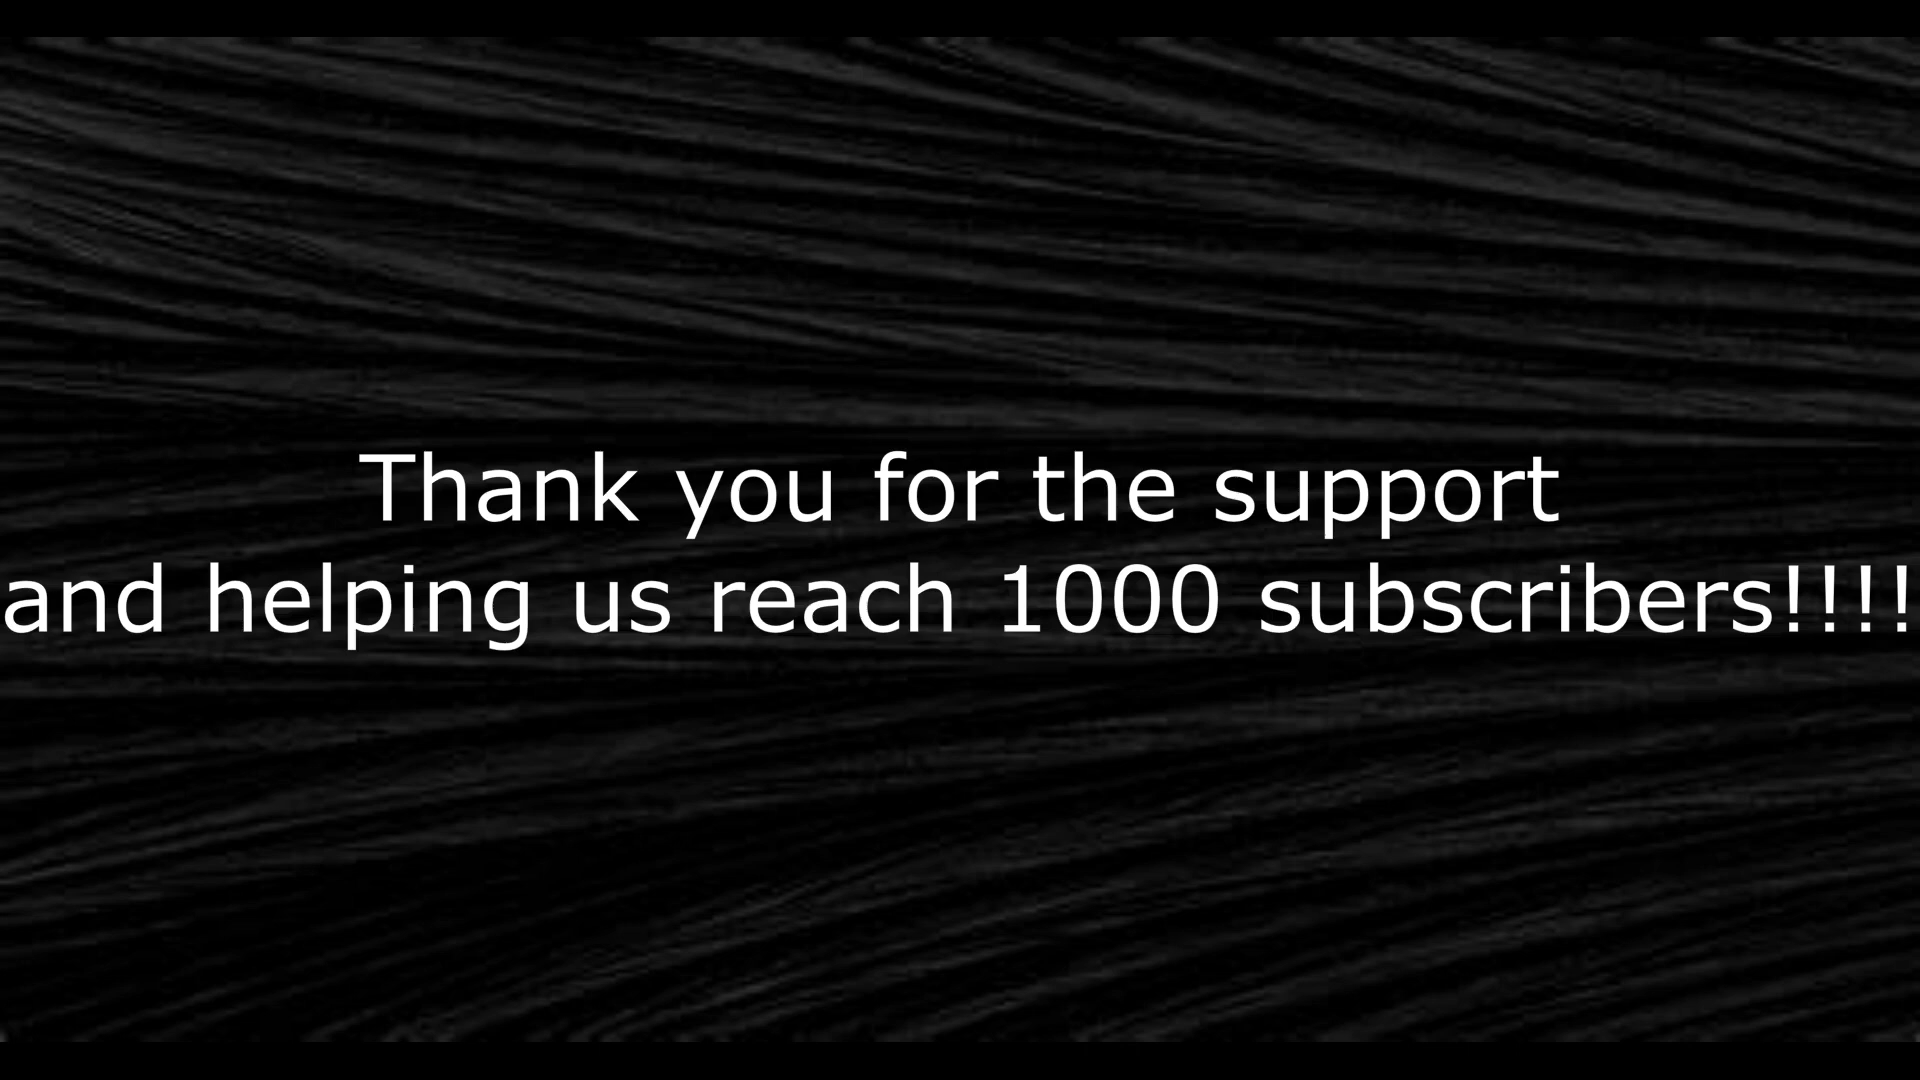 Thank you for the support
and helping us reach 1000 subscribers!!!!